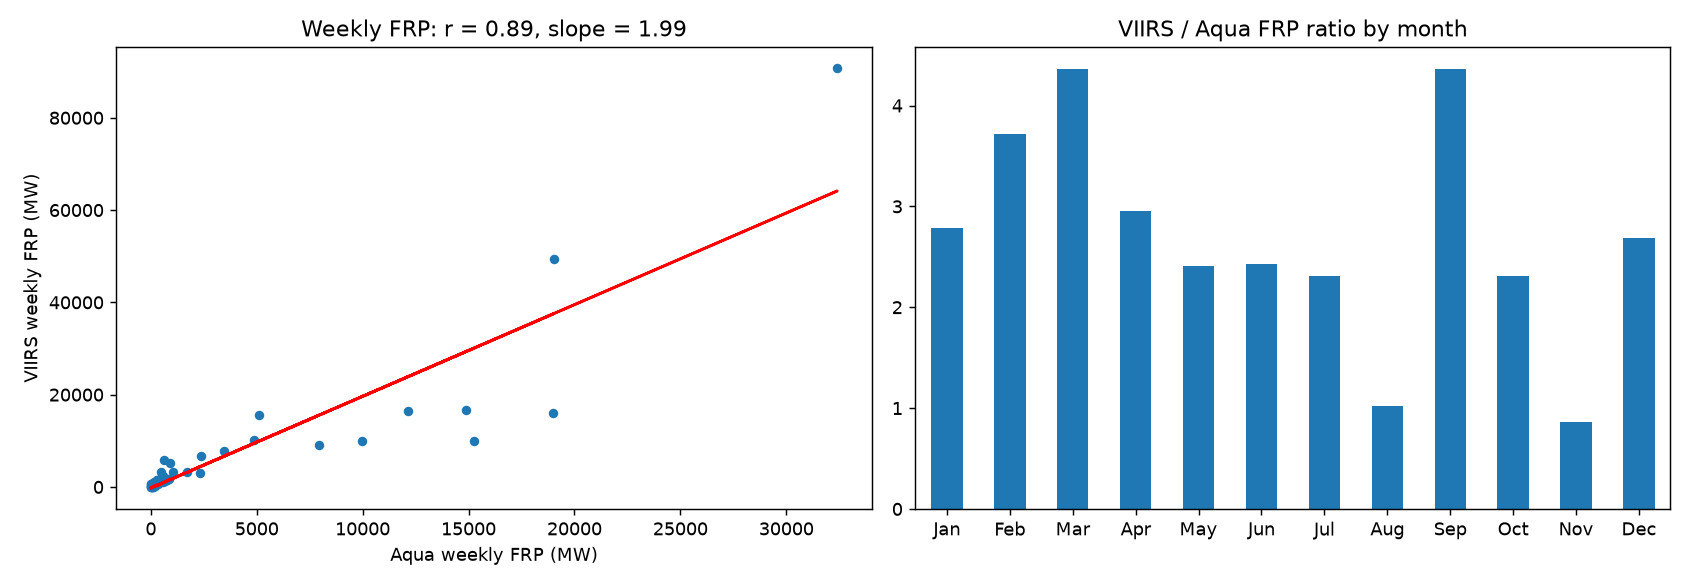 Weekly FRP: r = 0.89, slope = 1.99
VIIRS weekly FRP (MW)
80000
60000
40000
20000
0
0 5000 10000 15000 20000 25000 30000
Aqua weekly FRP (MW)
VIIRS / Aqua FRP ratio by month
4
3
2
1
0
Jan Feb Mar Apr May Jun Jul Aug Sep Oct Nov Dec